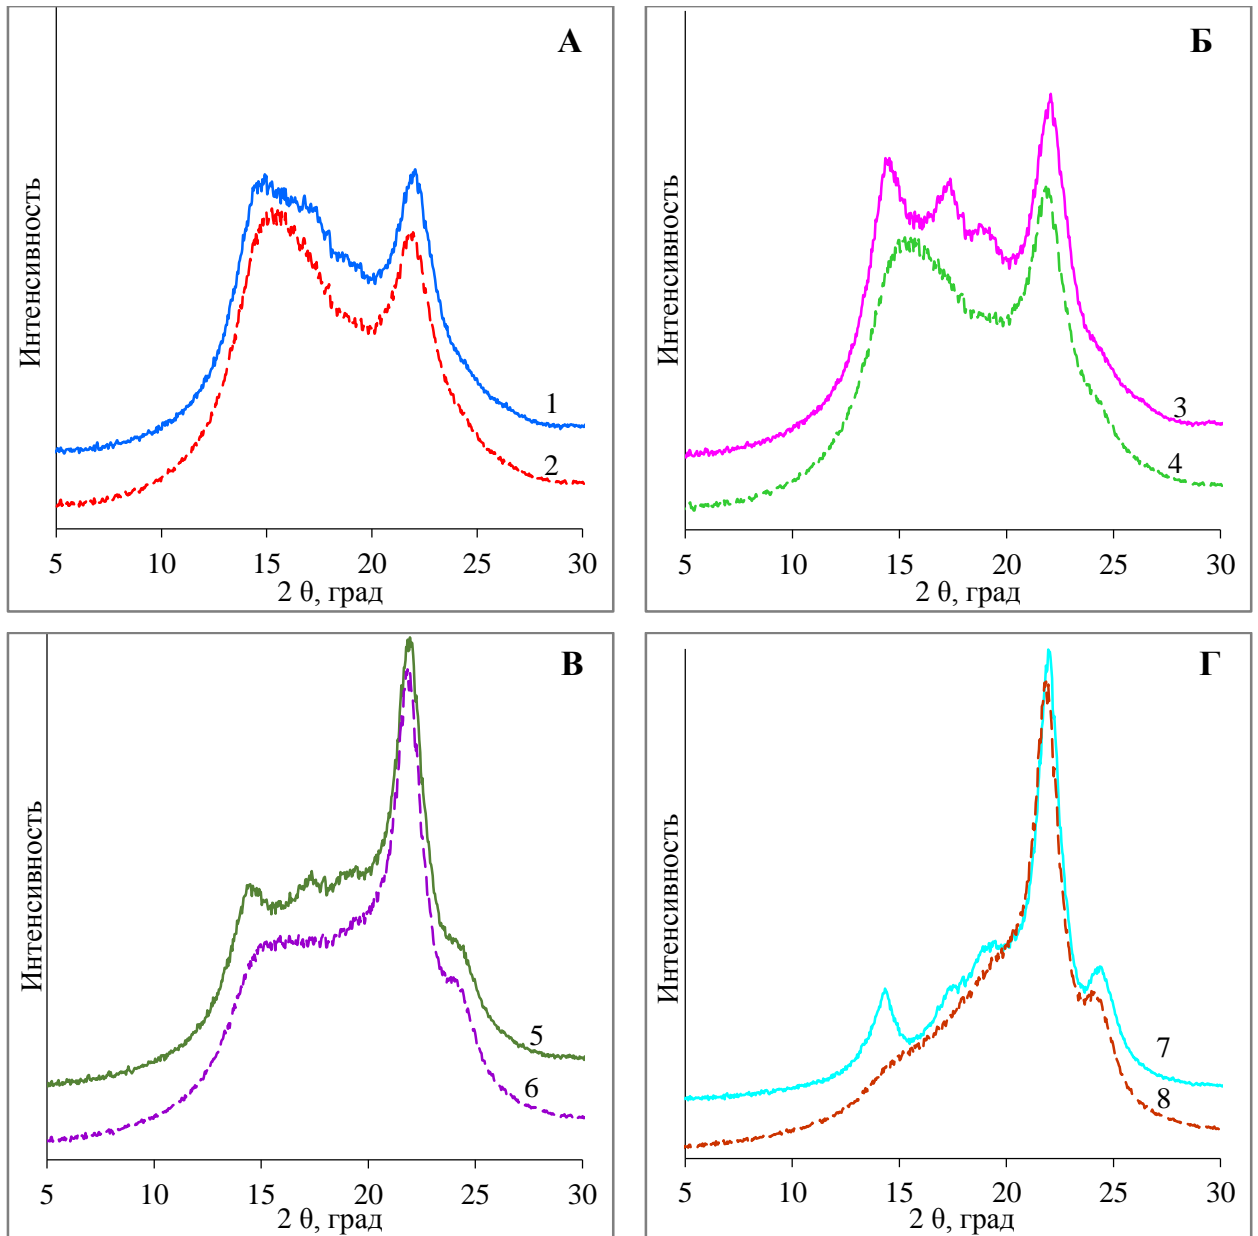 А
Интенсивность
1
2
5 10 15 20 25 30
2 θ, град
Б
Интенсивность
3
4
5 10 15 20 25 30
2 θ, град
В
Интенсивность
5
6
5 10 15 20 25 30
2 θ, град
Г
Интенсивность
7
8
5 10 15 20 25 30
2 θ, град